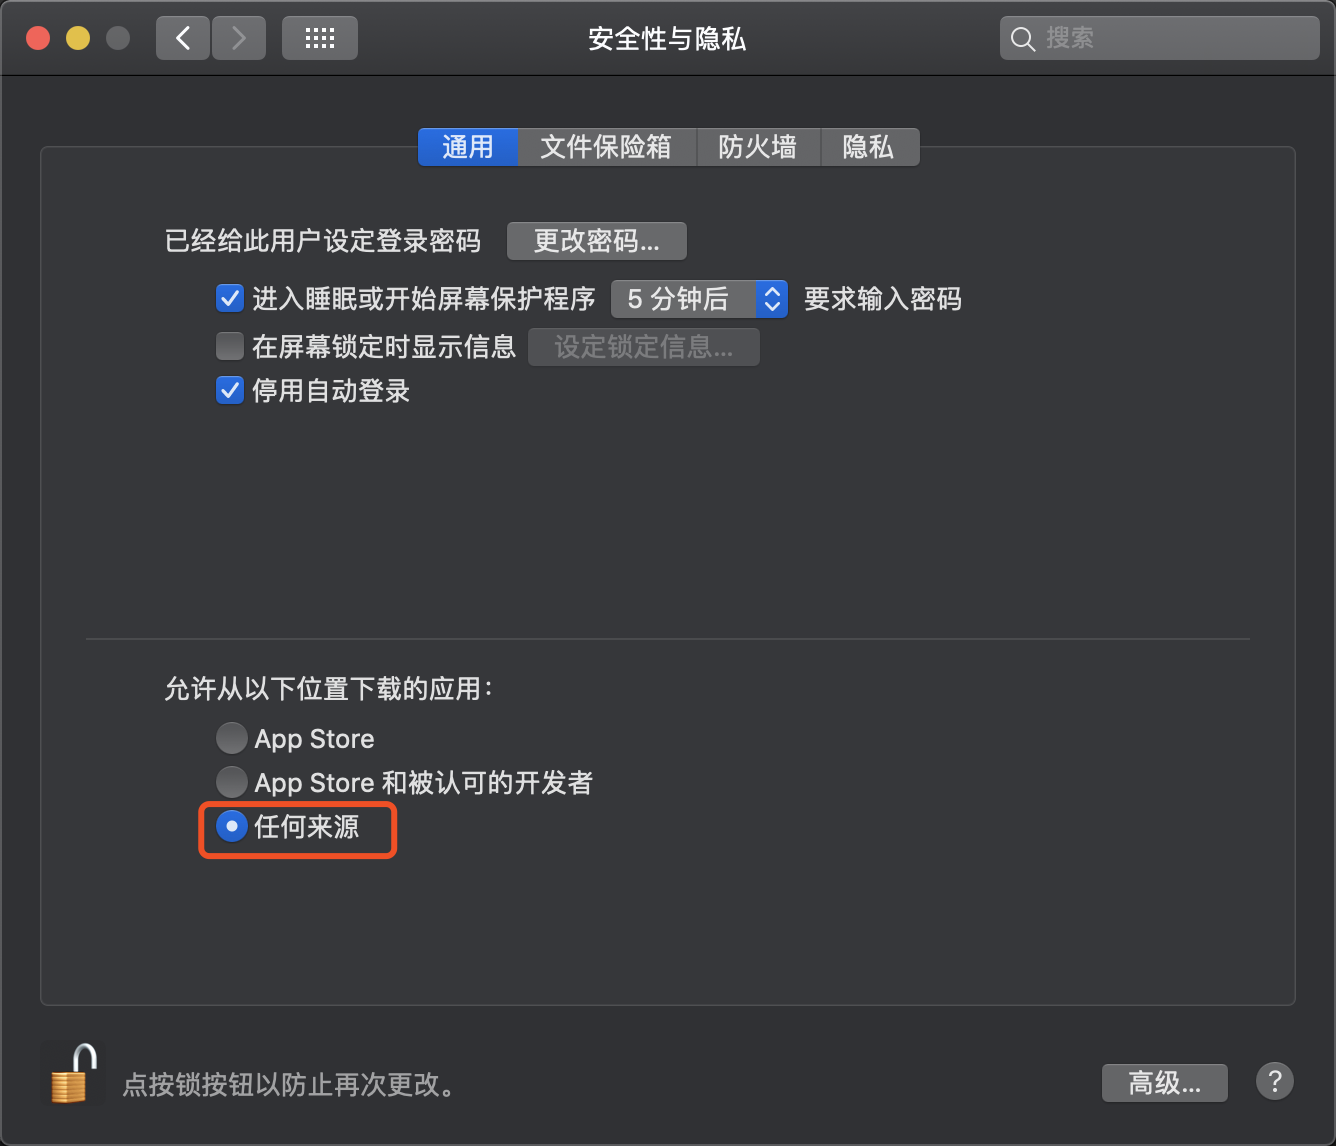 安全性与隐私
搜索
通用 文件保险箱 防火墙 隐私
已经给此用户设定登录密码 更改密码...
进入睡眠或开始屏幕保护程序 5 分钟后 要求输入密码
在屏幕锁定时显示信息 设定锁定信息...
停用自动登录
允许从以下位置下载的应用：
App Store
App Store 和被认可的开发者
任何来源
点按锁按钮以防止再次更改。
高级... ?